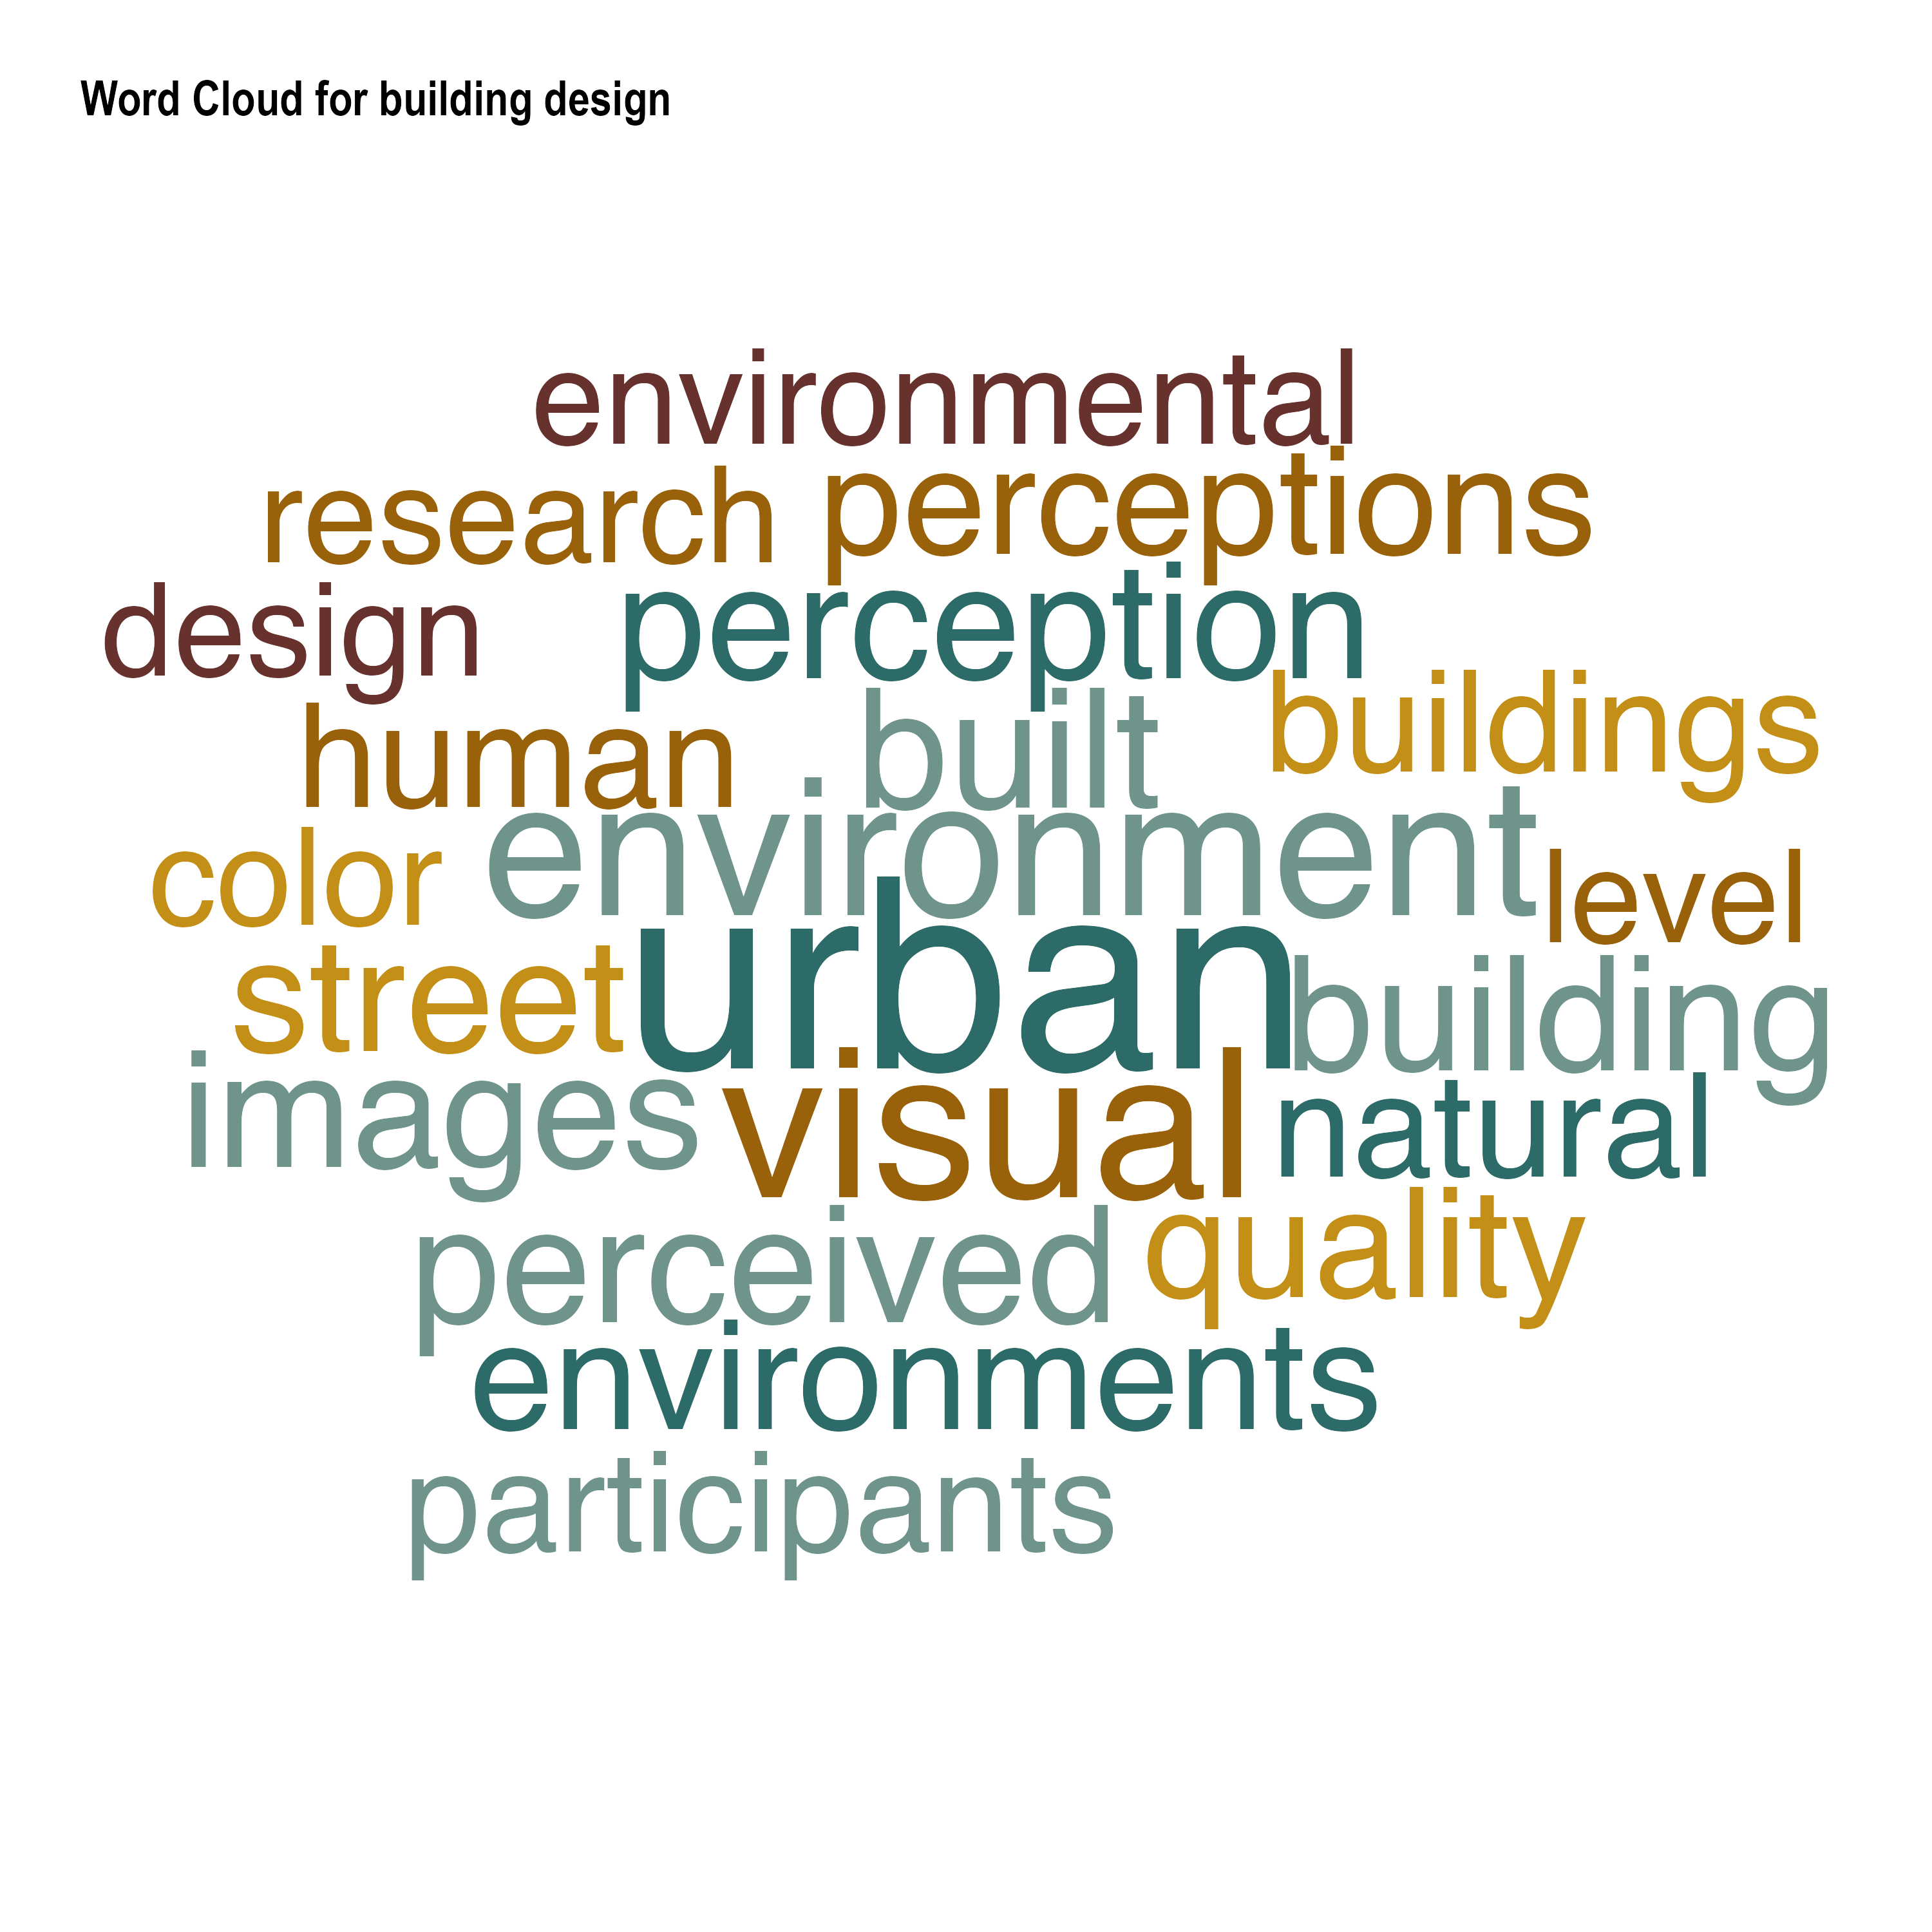 Word Cloud for building design
environmental
research perceptions
design perception
buildings
human built
color environment level
street urban building
images visual natural
perceived quality
environments
participants